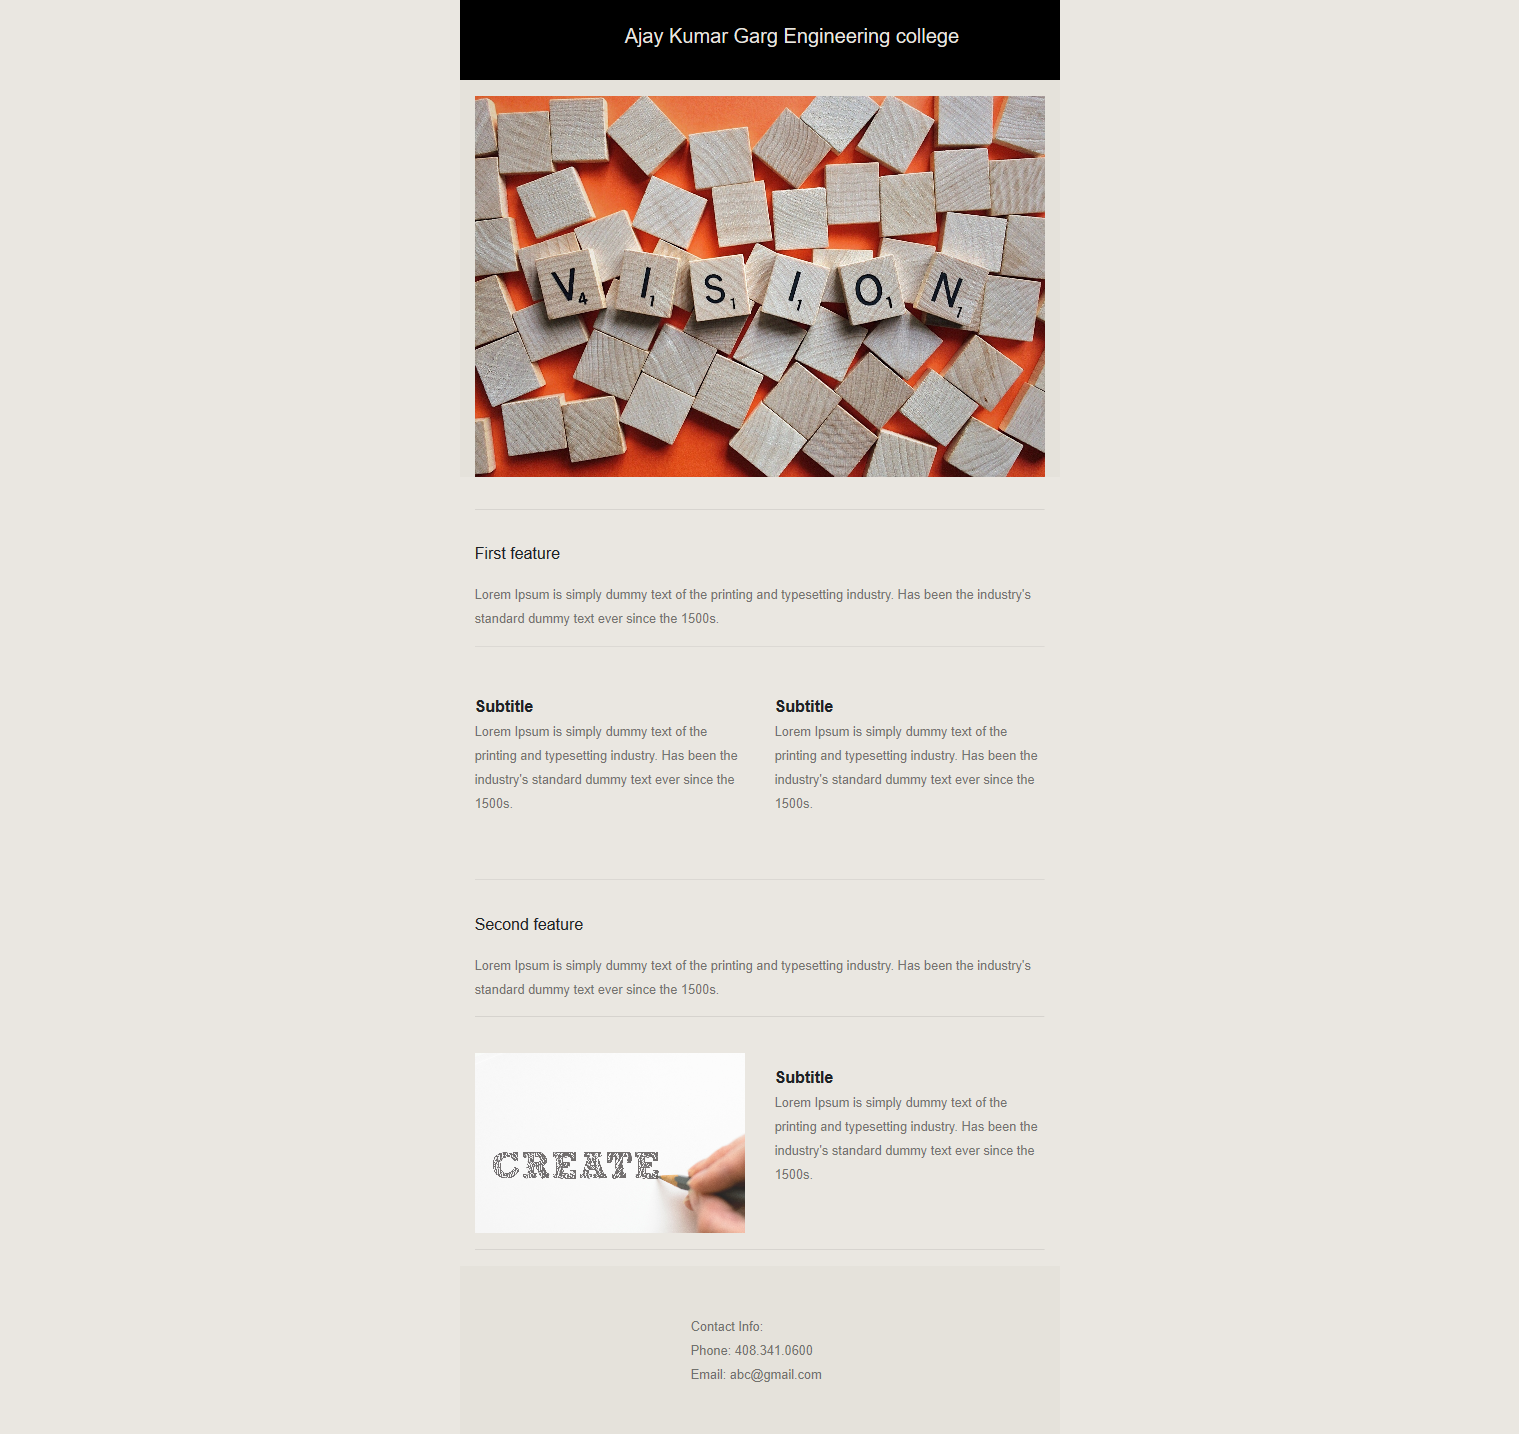 Ajay Kumar Garg Engineering college
V4 I1 S1 I1 O1 N1
First feature
Lorem Ipsum is simply dummy text of the printing and typesetting industry. Has been the industry's
standard dummy text ever since the 1500s.
Subtitle
Lorem Ipsum is simply dummy text of the
printing and typesetting industry. Has been the
industry's standard dummy text ever since the
1500s.
Subtitle
Lorem Ipsum is simply dummy text of the
printing and typesetting industry. Has been the
industry's standard dummy text ever since the
1500s.
Second feature
Lorem Ipsum is simply dummy text of the printing and typesetting industry. Has been the industry's
standard dummy text ever since the 1500s.
CREATE
Subtitle
Lorem Ipsum is simply dummy text of the
printing and typesetting industry. Has been the
industry's standard dummy text ever since the
1500s.
Contact Info:
Phone: 408.341.0600
Email: abc@gmail.com